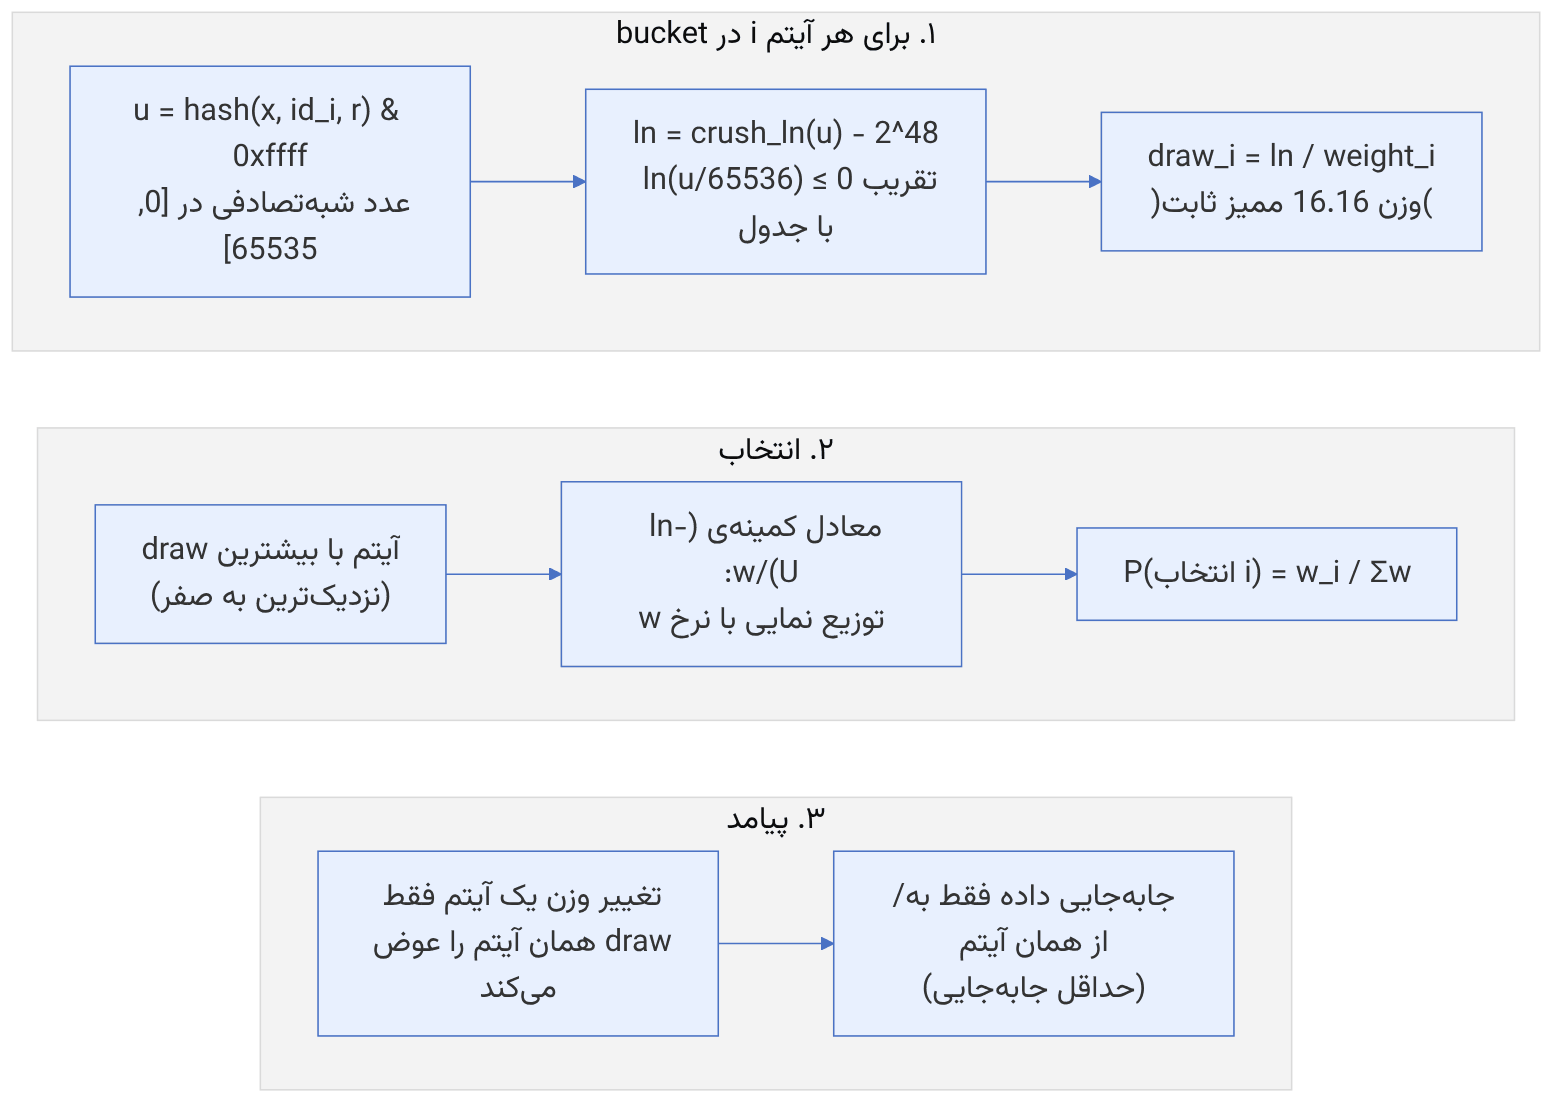 ۱. برای هر آیتم i در bucket
u = hash(x, id_i, r) &
0xffff
عدد شبه‌تصادفی در [0,
65535]
ln = crush_ln(u) - 2^48
تقریب ln(u/65536) ≤ 0
با جدول
draw_i = ln / weight_i
(وزن 16.16 ممیز ثابت)
۲. انتخاب
آیتم با بیشترین draw
(نزدیک‌ترین به صفر)
معادل کمینه‌ی (-ln
U)/w:
توزیع نمایی با نرخ w
P(انتخاب i) = w_i / Σw
۳. پیامد
تغییر وزن یک آیتم فقط
draw همان آیتم را عوض
می‌کند
جابه‌جایی داده فقط به/
از همان آیتم
(حداقل جابه‌جایی)